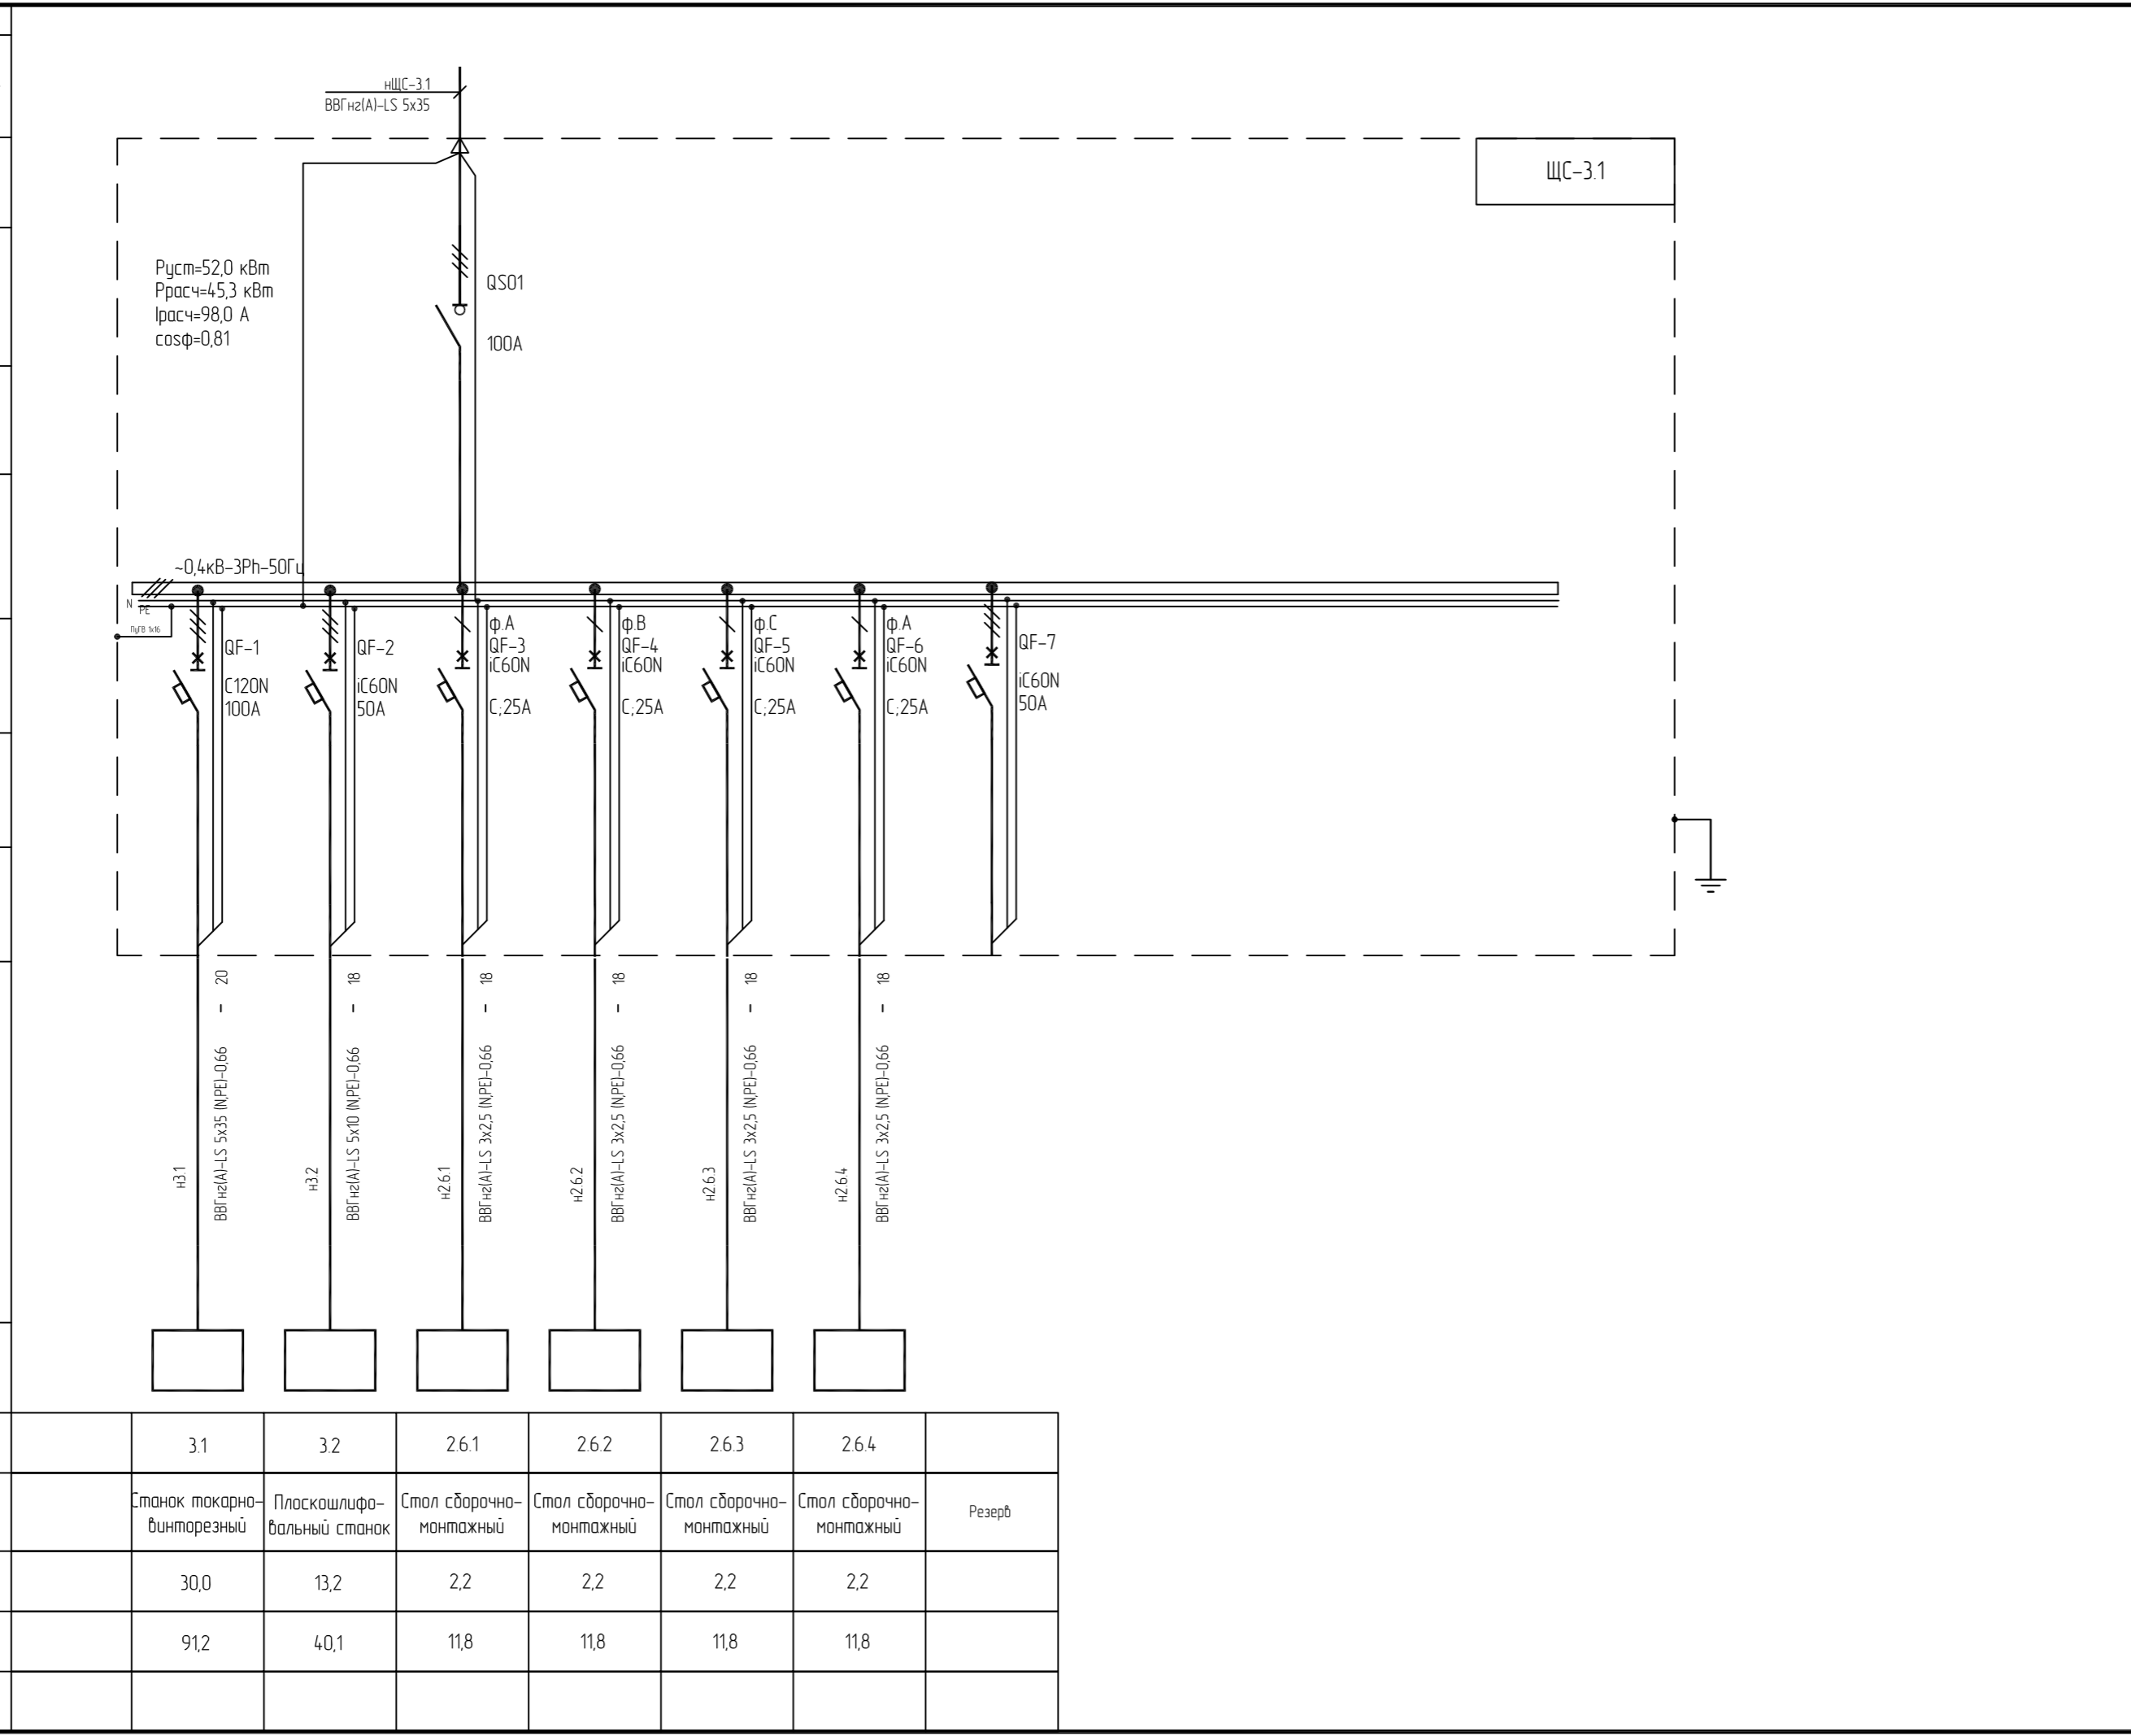 нЩС-3.1
ВВГнг(А)-LS 5x35
ЩС-3.1
Руст=52,0 кВт
Ррасч=45,3 кВт
Iрасч=98,0 А
cosφ=0,81
QS01
100А
~0,4кВ-3Ph-50Гц
N
PE
ПуГВ 1х16
QF-1
C120N
100А
QF-2
iC60N
50А
ф.А
QF-3
iC60N
С;25А
ф.В
QF-4
iC60N
С;25А
ф.С
QF-5
iC60N
С;25А
ф.А
QF-6
iC60N
С;25А
QF-7
iC60N
50А
н3.1
ВВГнг(А)-LS 5x35 (N,PE)-0,66 - 20
н3.2
ВВГнг(А)-LS 5x10 (N,PE)-0,66 - 18
н2.6.1
ВВГнг(А)-LS 3x2,5 (N,PE)-0,66 - 18
н2.6.2
ВВГнг(А)-LS 3x2,5 (N,PE)-0,66 - 18
н2.6.3
ВВГнг(А)-LS 3x2,5 (N,PE)-0,66 - 18
н2.6.4
ВВГнг(А)-LS 3x2,5 (N,PE)-0,66 - 18
3.1 3.2 2.6.1 2.6.2 2.6.3 2.6.4
Станок токарно- Плоскошлифо- Стол сборочно- Стол сборочно- Стол сборочно- Стол сборочно- Резерв
винторезный вальный станок монтажный монтажный монтажный монтажный
30,0 13,2 2,2 2,2 2,2 2,2
91,2 40,1 11,8 11,8 11,8 11,8